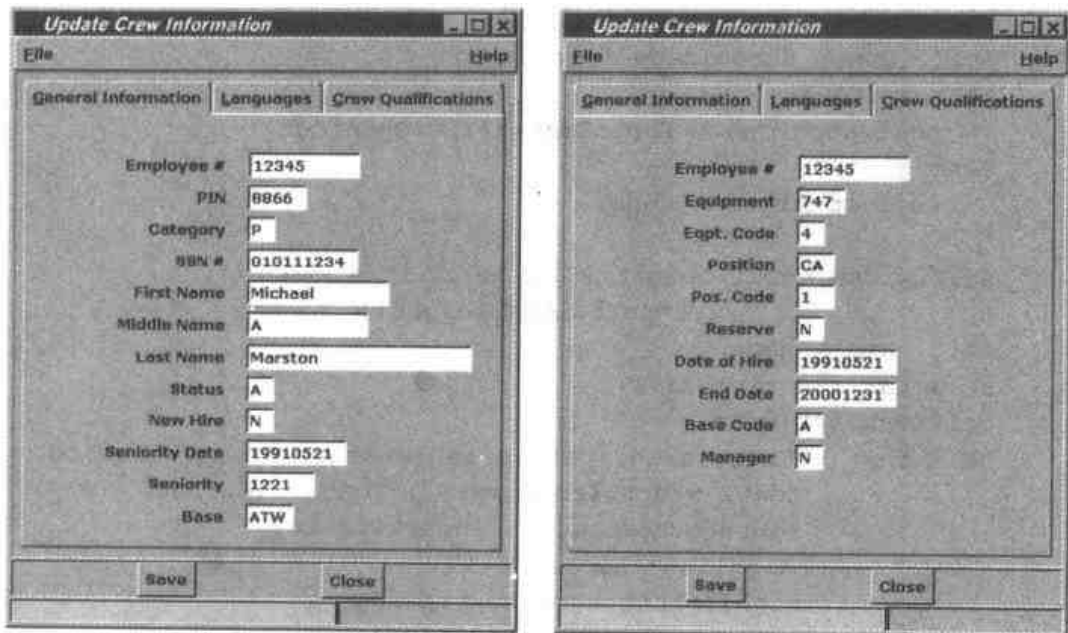 Update Crew Information
File Help
General Information Languages Crew Qualifications
Employee # 12345
PIN 8866
Category P
SSN # 010111234
First Name Michael
Middle Name A
Last Name Marston
Status A
New Hire N
Seniority Date 19910521
Seniority 1221
Base ATW
Save Close
Update Crew Information
File Help
General Information Languages Crew Qualifications
Employee # 12345
Equipment 747
Eqpt. Code 4
Position CA
Pos. Code 1
Reserve N
Date of Hire 19910521
End Date 20001231
Base Code A
Manager N
Save Close